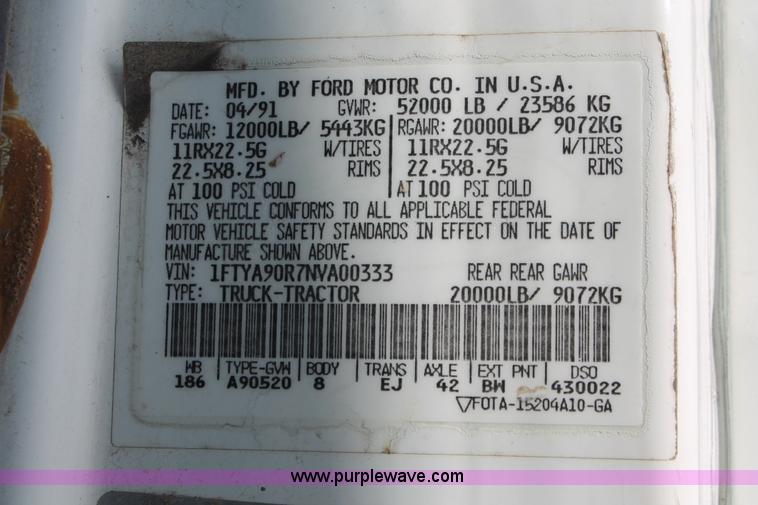 MFD. BY FORD MOTOR CO. IN U.S.A.
DATE: 04/91 GVWR: 52000 LB / 23586 KG
FGAWR: 12000LB/ 5443KG RGAWR: 20000LB/ 9072KG
11RX22.5G W/TIRES 11RX22.5G W/TIRES
22.5X8.25 RIMS 22.5X8.25 RIMS
AT 100 PSI COLD AT 100 PSI COLD
THIS VEHICLE CONFORMS TO ALL APPLICABLE FEDERAL
MOTOR VEHICLE SAFETY STANDARDS IN EFFECT ON THE DATE OF
MANUFACTURE SHOWN ABOVE.
VIN: 1FTYA90R7NVA00333 REAR REAR GAWR
TYPE: TRUCK-TRACTOR 20000LB/ 9072KG
WB TYPE-GVW BODY TRANS AXLE EXT PNT DSO
186 A90520 8 EJ 42 BW 430022
FOTA-15204A10-GA
www.purplewave.com